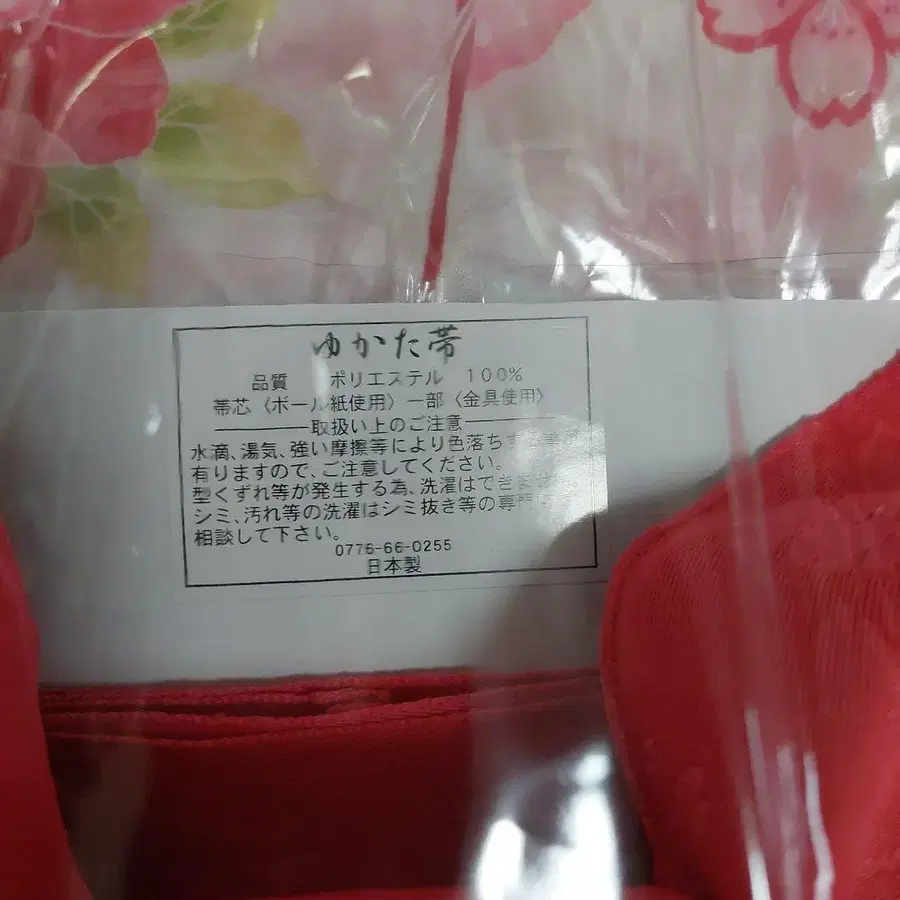 ゆかた帯
品質 ポリエステル 100%
帯芯〈ボール紙使用〉一部〈金具使用〉
取扱い上のご注意
水滴、湯気、強い摩擦等により色落ちす
有りますので、ご注意してください。
型くずれ等が発生する為、洗濯はできま
シミ、汚れ等の洗濯はシミ抜き等の専門
相談して下さい。
0776-66-0255
日本製